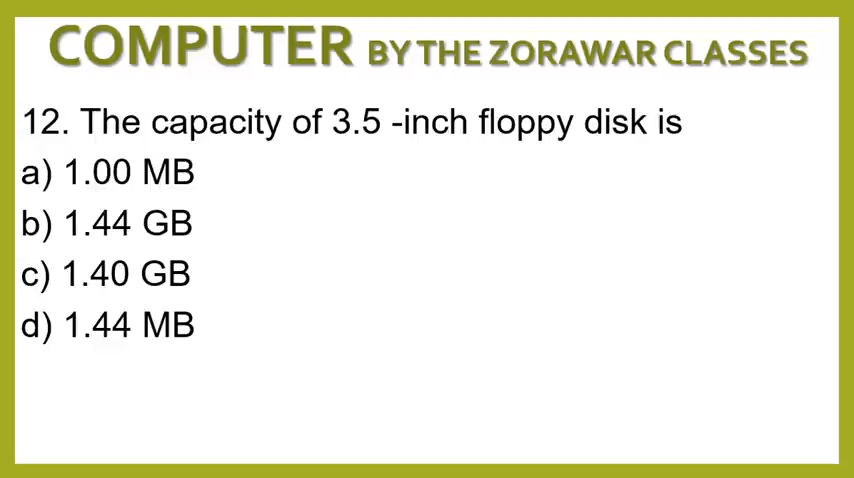 COMPUTER BY THE ZORAWAR CLASSES
12. The capacity of 3.5 -inch floppy disk is
a) 1.00 MB
b) 1.44 GB
c) 1.40 GB
d) 1.44 MB